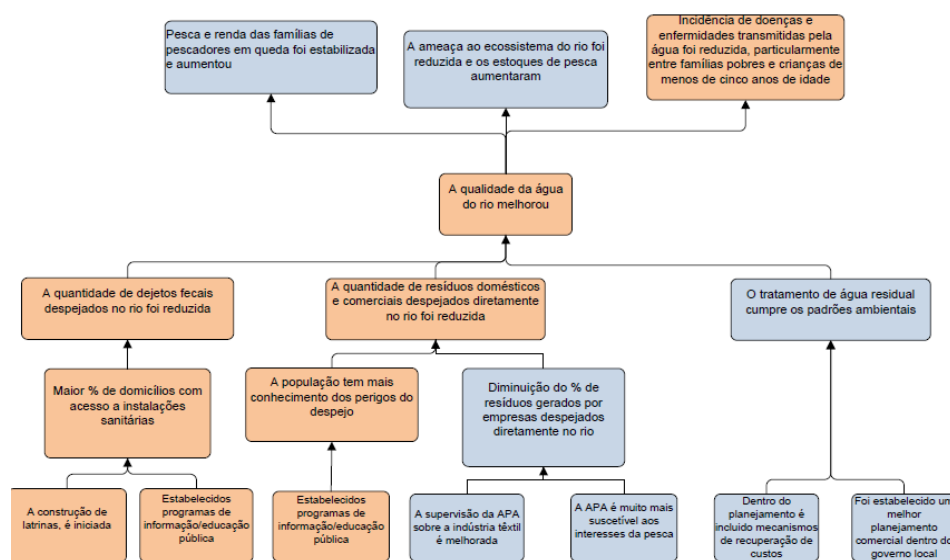 Pesca e renda das famílias de
pescadores em queda foi estabilizada
e aumentou
A ameaça ao ecossistema do rio foi
reduzida e os estoques de pesca
aumentaram
Incidência de doenças e
enfermidades transmitidas pela
água foi reduzida, particularmente
entre famílias pobres e crianças de
menos de cinco anos de idade
A qualidade da água
do rio melhorou
A quantidade de dejetos fecais
despejados no rio foi reduzida
A quantidade de resíduos domésticos
e comerciais despejados diretamente
no rio foi reduzida
O tratamento de água residual
cumpre os padrões ambientais
Maior % de domicílios com
acesso a instalações
sanitárias
A população tem mais
conhecimento dos perigos do
despejo
Diminuição do % de
resíduos gerados por
empresas despejados
diretamente no rio
A construção de
latrinas, é iniciada
Estabelecidos programas
de informação/educação
pública
Estabelecidos
programas de
informação/educação
pública
A supervisão da APA
sobre a indústria têxtil
é melhorada
A APA é muito mais
suscetível aos
interesses da pesca
Dentro do
planejamento é
incluido mecanismos
de recuperação de
custos
Foi estabelecido um
melhor
planejamento
comercial dentro do
governo local